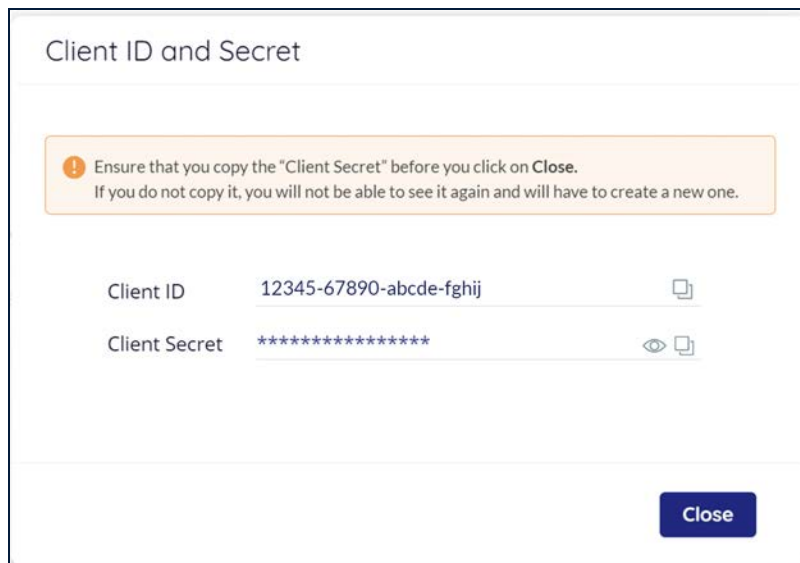 Client ID and Secret
Ensure that you copy the “Client Secret” before you click on Close.
If you do not copy it, you will not be able to see it again and will have to create a new one.
Client ID 12345-67890-abcde-fghij
Client Secret ****************
Close